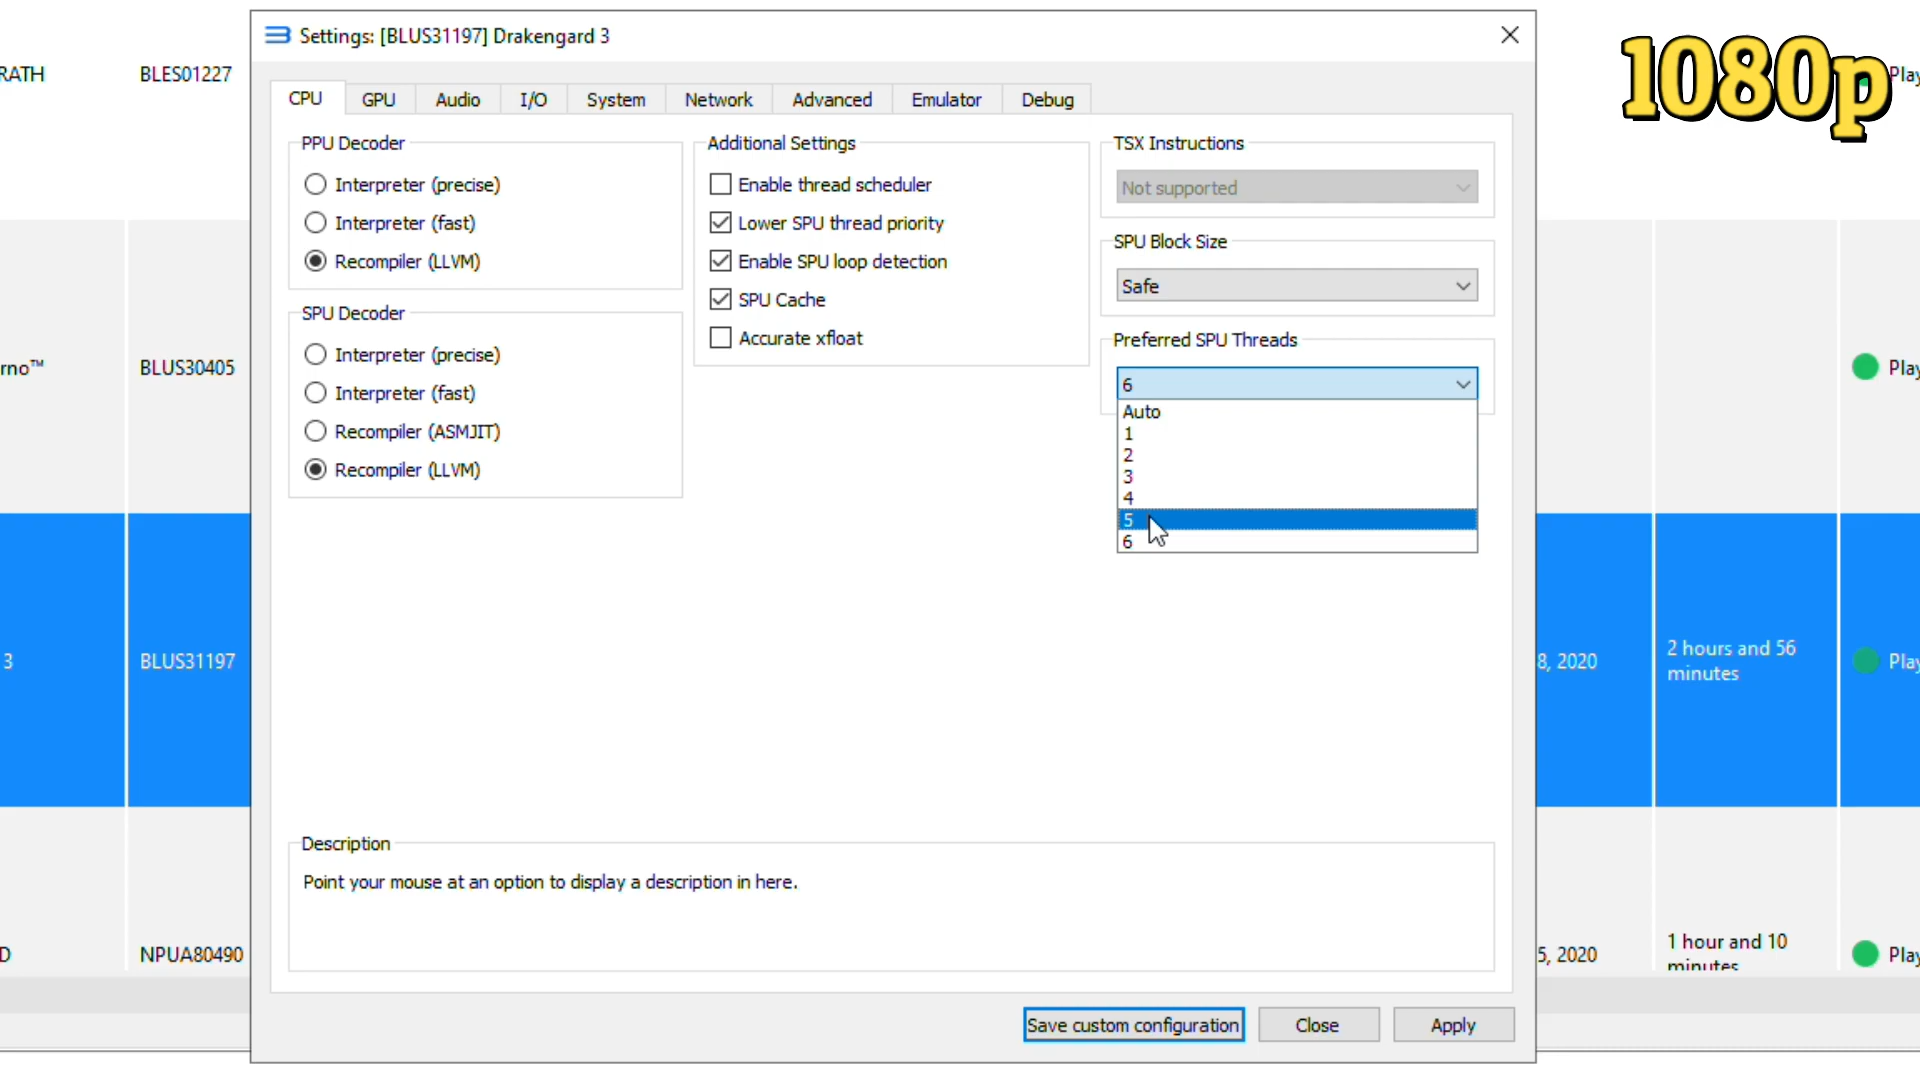 Settings: [BLUS31197] Drakengard 3
1080p
RATH
BLES01227
Play
CPU
GPU
Audio
I/O
System
Network
Advanced
Emulator
Debug
PPU Decoder
Interpreter (precise)
Interpreter (fast)
Recompiler (LLVM)
SPU Decoder
Interpreter (precise)
Interpreter (fast)
Recompiler (ASMJIT)
Recompiler (LLVM)
Additional Settings
Enable thread scheduler
Lower SPU thread priority
Enable SPU loop detection
SPU Cache
Accurate xfloat
TSX Instructions
Not supported
SPU Block Size
Safe
Preferred SPU Threads
6
Auto
1
2
3
4
5
6
rno™
BLUS30405
Play
3
BLUS31197
8, 2020
2 hours and 56
minutes
Play
Description
Point your mouse at an option to display a description in here.
D
NPUA80490
5, 2020
1 hour and 10
minutes
Play
Save custom configuration
Close
Apply